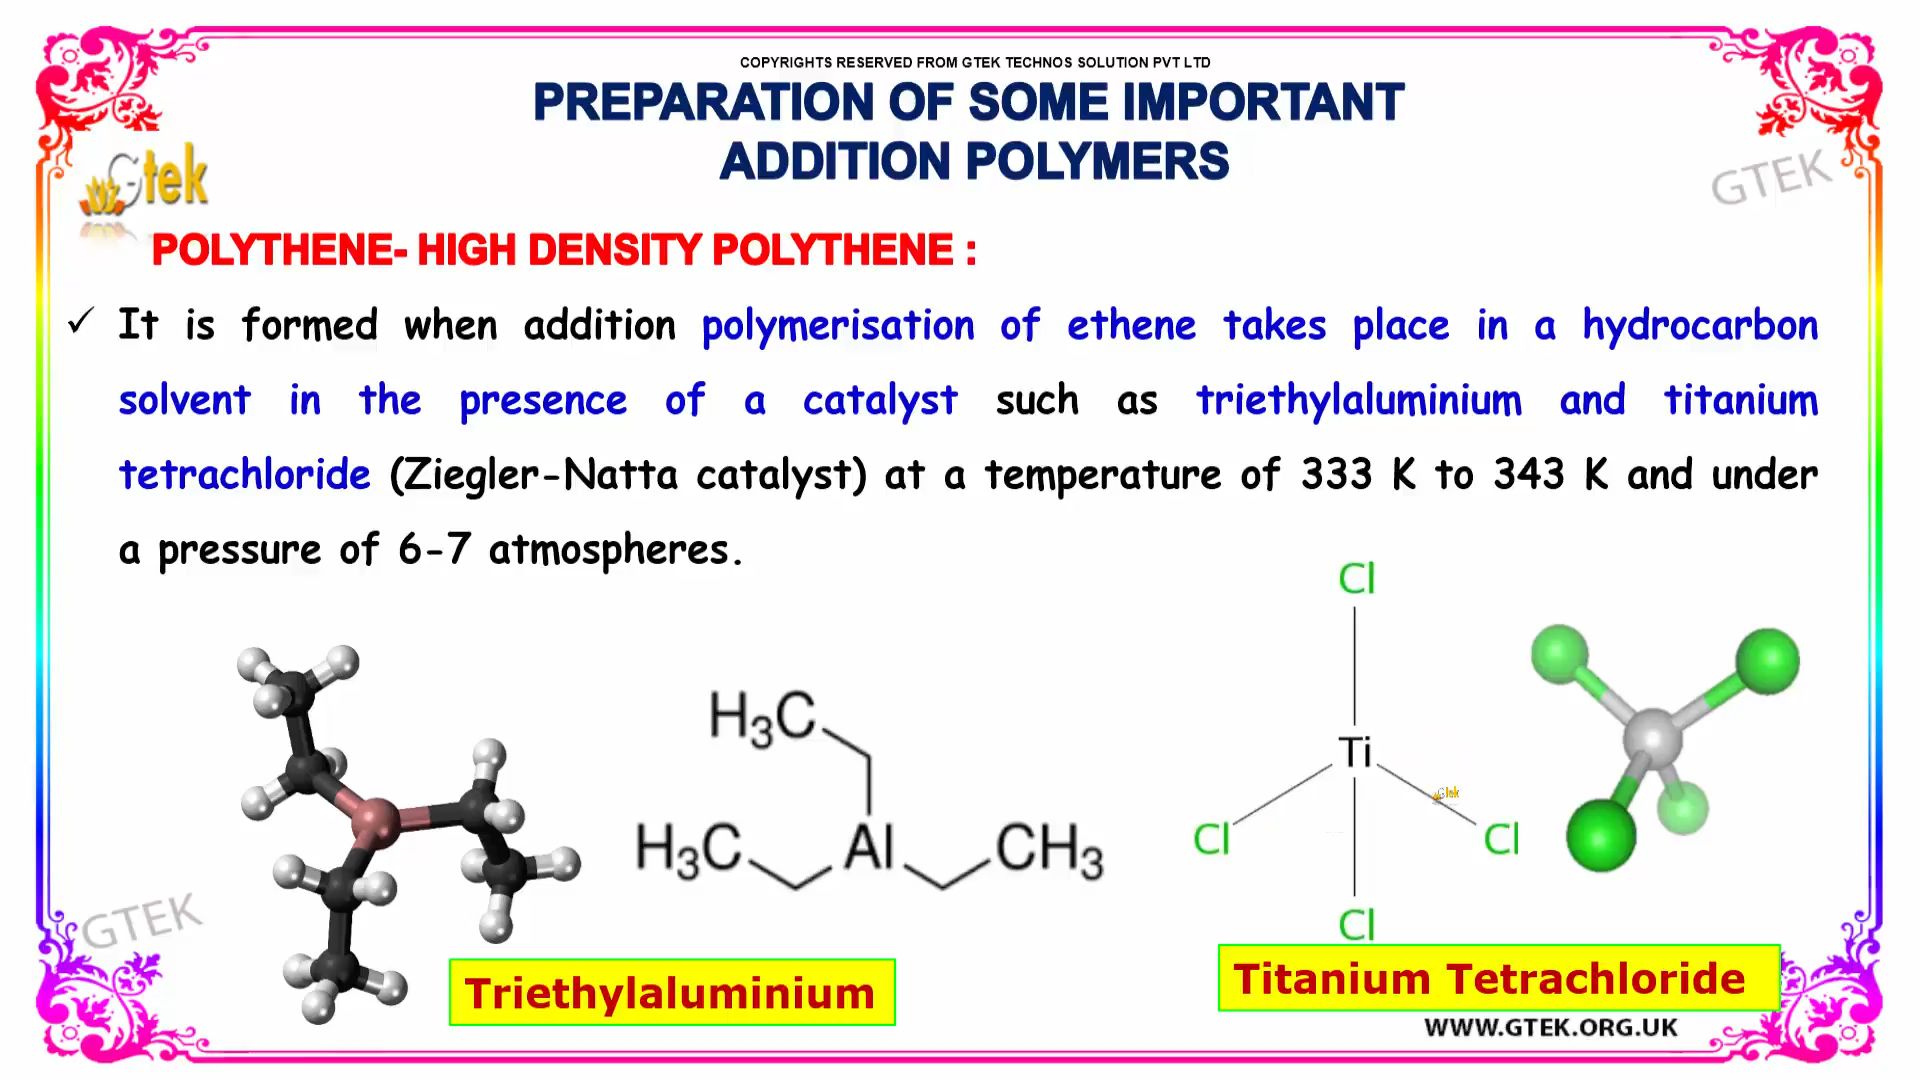 COPYRIGHTS RESERVED FROM GTEK TECHNOS SOLUTION PVT LTD
PREPARATION OF SOME IMPORTANT
ADDITION POLYMERS
Gtek
GTEK
POLYTHENE- HIGH DENSITY POLYTHENE :
✓ It is formed when addition polymerisation of ethene takes place in a hydrocarbon
solvent in the presence of a catalyst such as triethylaluminium and titanium
tetrachloride (Ziegler-Natta catalyst) at a temperature of 333 K to 343 K and under
a pressure of 6-7 atmospheres.
Cl
H₃C
Ti
Gtek
H₃C Al CH₃
Cl Cl
Cl
GTEK
Triethylaluminium
Titanium Tetrachloride
WWW.GTEK.ORG.UK